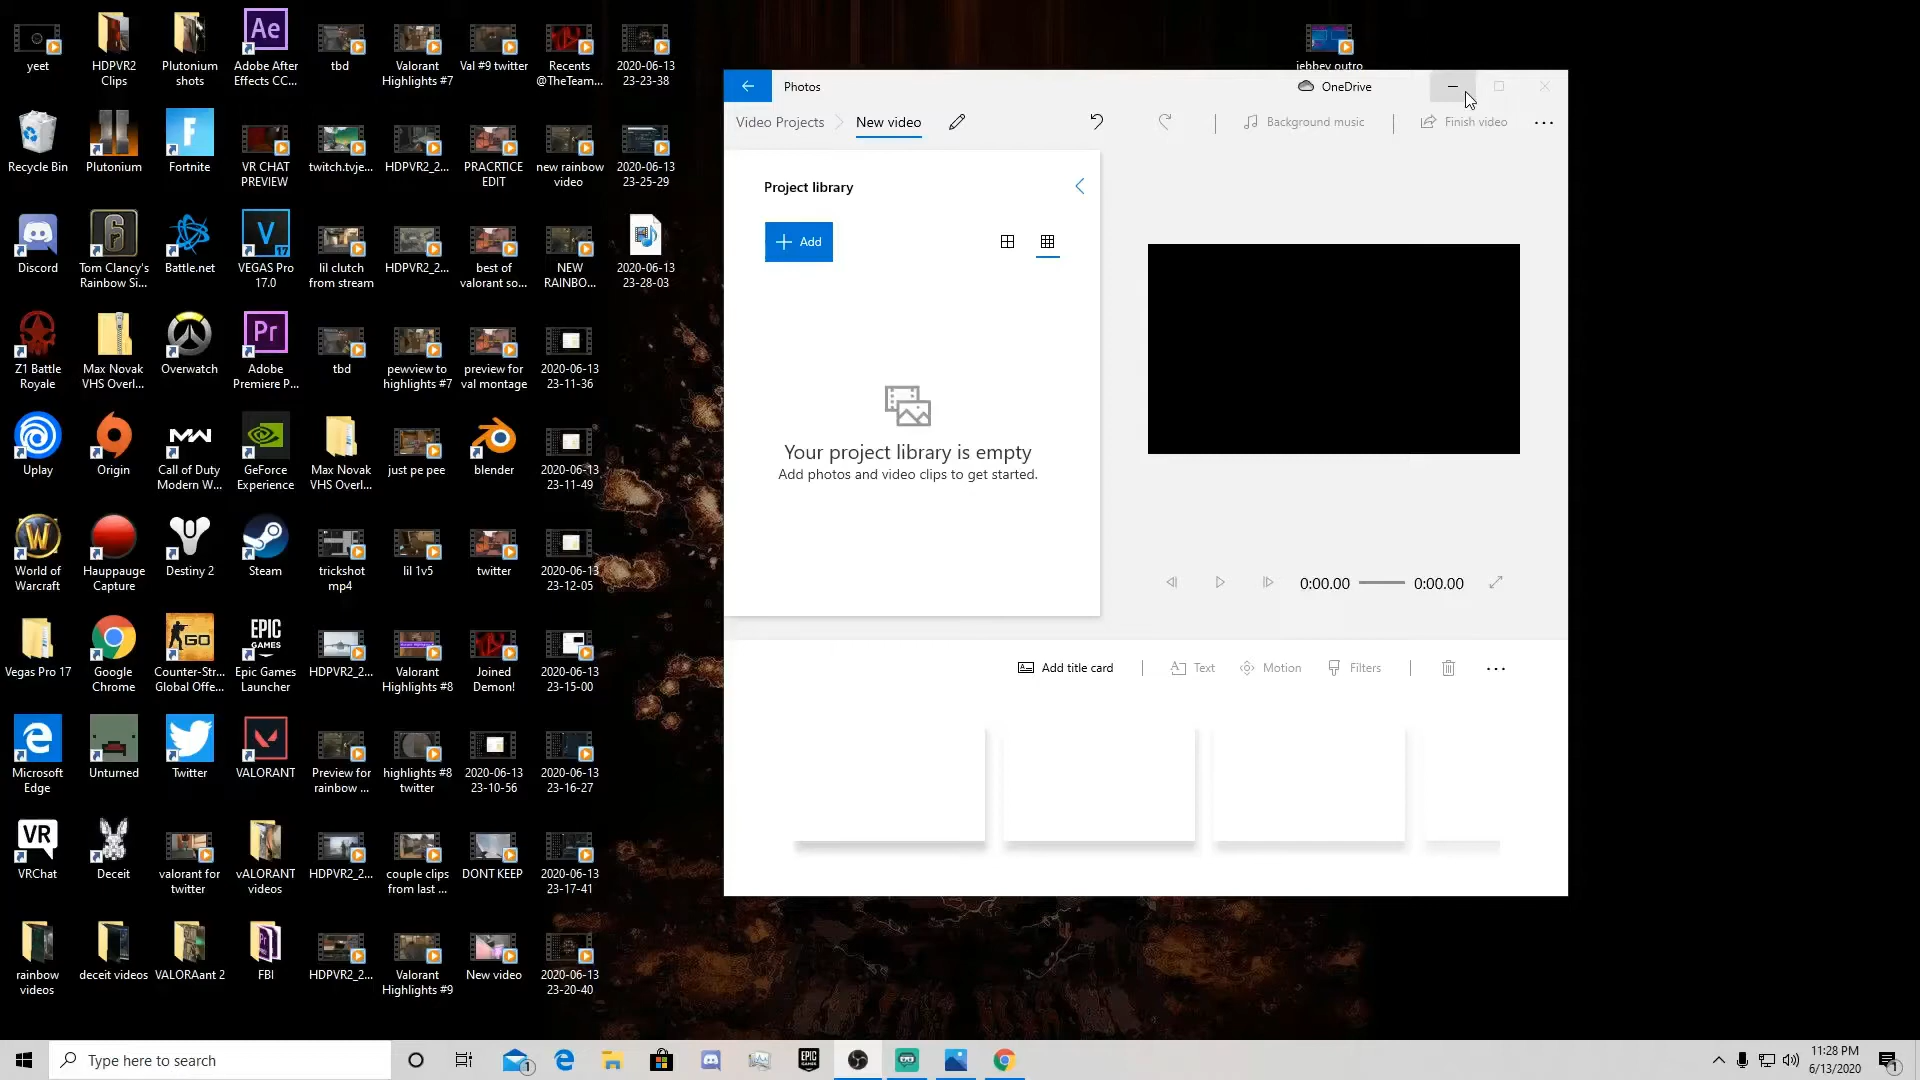 yeet
HDPVR2
Clips
Plutonium
shots
Ae
Adobe After
Effects CC...
tbd
Valorant
Highlights #7
Val #9 twitter
Recents
@TheTeam...
2020-06-13
23-23-38
jebbev outro
Recycle Bin
Plutonium
Fortnite
VR CHAT
PREVIEW
twitch.tvje...
HDPVR2_2...
PRACRTICE
EDIT
new rainbow
video
2020-06-13
23-25-29
Discord
Tom Clancy's
Rainbow Si...
Battle.net
V
17
VEGAS Pro
17.0
lil clutch
from stream
HDPVR2_2...
best of
valorant so...
NEW
RAINBO...
2020-06-13
23-28-03
Z1 Battle
Royale
Max Novak
VHS Overl...
Overwatch
Pr
Adobe
Premiere P...
tbd
pewview to
highlights #7
preview for
val montage
2020-06-13
23-11-36
Uplay
Origin
MW
Call of Duty
Modern W...
GeForce
Experience
Max Novak
VHS Overl...
just pe pee
blender
2020-06-13
23-11-49
World of
Warcraft
Hauppauge
Capture
Destiny 2
Steam
trickshot
mp4
lil 1v5
twitter
2020-06-13
23-12-05
Vegas Pro 17
Google
Chrome
GO
Counter-Str...
Global Offe...
EPIC
GAMES
Epic Games
Launcher
HDPVR2_2...
Valorant
Highlights #8
Joined
Demon!
2020-06-13
23-15-00
Microsoft
Edge
Unturned
Twitter
VALORANT
Preview for
rainbow ...
highlights #8
twitter
2020-06-13
23-10-56
2020-06-13
23-16-27
VR
VRChat
Deceit
valorant for
twitter
vALORANT
videos
HDPVR2_2...
couple clips
from last ...
DONT KEEP
2020-06-13
23-17-41
rainbow
videos
deceit videos
VALORAant 2
Pr
FBI
HDPVR2_2...
Valorant
Highlights #9
New video
2020-06-13
23-20-40
Photos
OneDrive
Video Projects
New video
Background music
Finish video
Project library
Add
Your project library is empty
Add photos and video clips to get started.
0:00.00
0:00.00
Add title card
Text
Motion
Filters
Type here to search
1
EPIC
GAMES
11:28 PM
6/13/2020
1